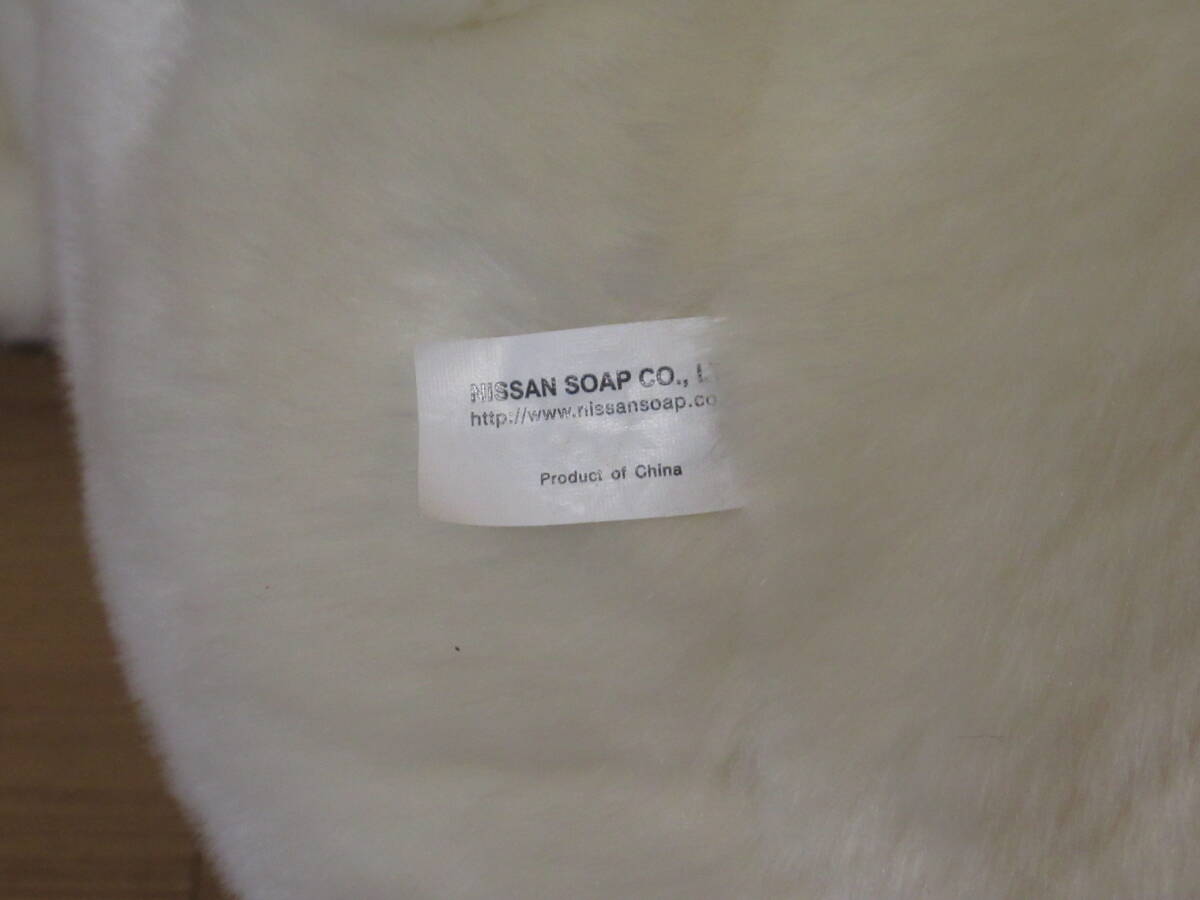 NISSAN SOAP CO., L
http://www.nissansoap.co
Product of China